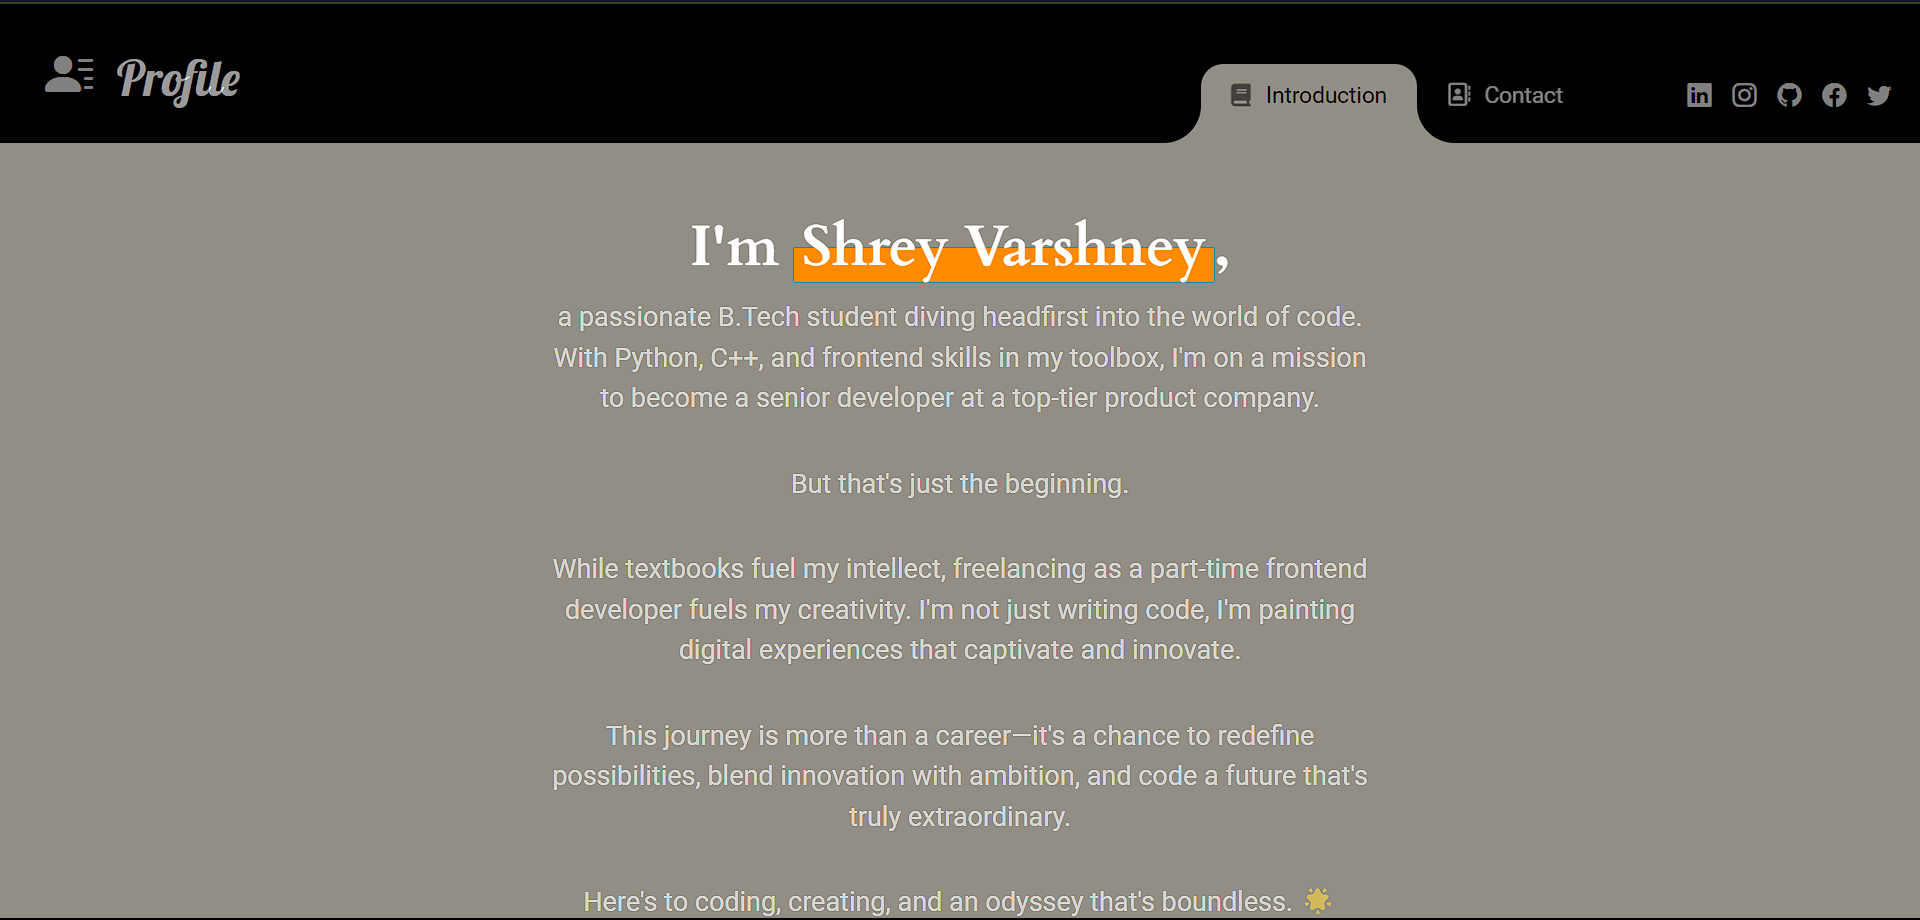 Profile
Introduction
Contact
I'm Shrey Varshney,
a passionate B.Tech student diving headfirst into the world of code.
With Python, C++, and frontend skills in my toolbox, I'm on a mission
to become a senior developer at a top-tier product company.
But that's just the beginning.
While textbooks fuel my intellect, freelancing as a part-time frontend
developer fuels my creativity. I'm not just writing code, I'm painting
digital experiences that captivate and innovate.
This journey is more than a career—it's a chance to redefine
possibilities, blend innovation with ambition, and code a future that's
truly extraordinary.
Here's to coding, creating, and an odyssey that's boundless. 🌟